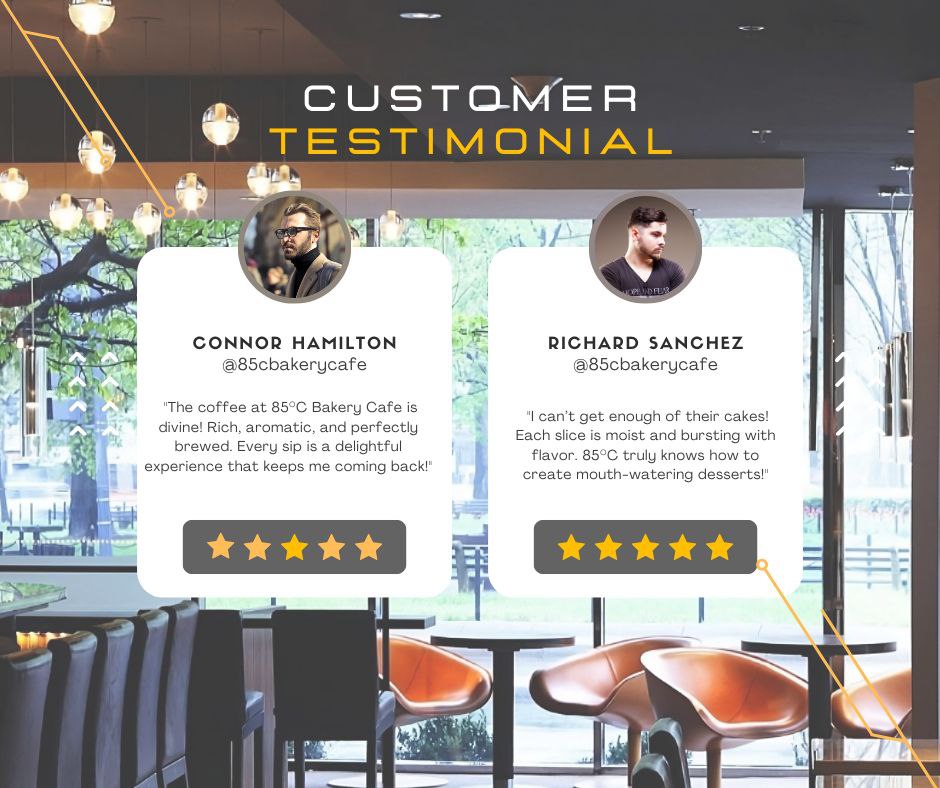 CUSTOMER
TESTIMONIAL
CONNOR HAMILTON
@85cbakerycafe
"The coffee at 85°C Bakery Cafe is
divine! Rich, aromatic, and perfectly
brewed. Every sip is a delightful
experience that keeps me coming back!"
RICHARD SANCHEZ
@85cbakerycafe
"I can’t get enough of their cakes!
Each slice is moist and bursting with
flavor. 85°C truly knows how to
create mouth-watering desserts!"